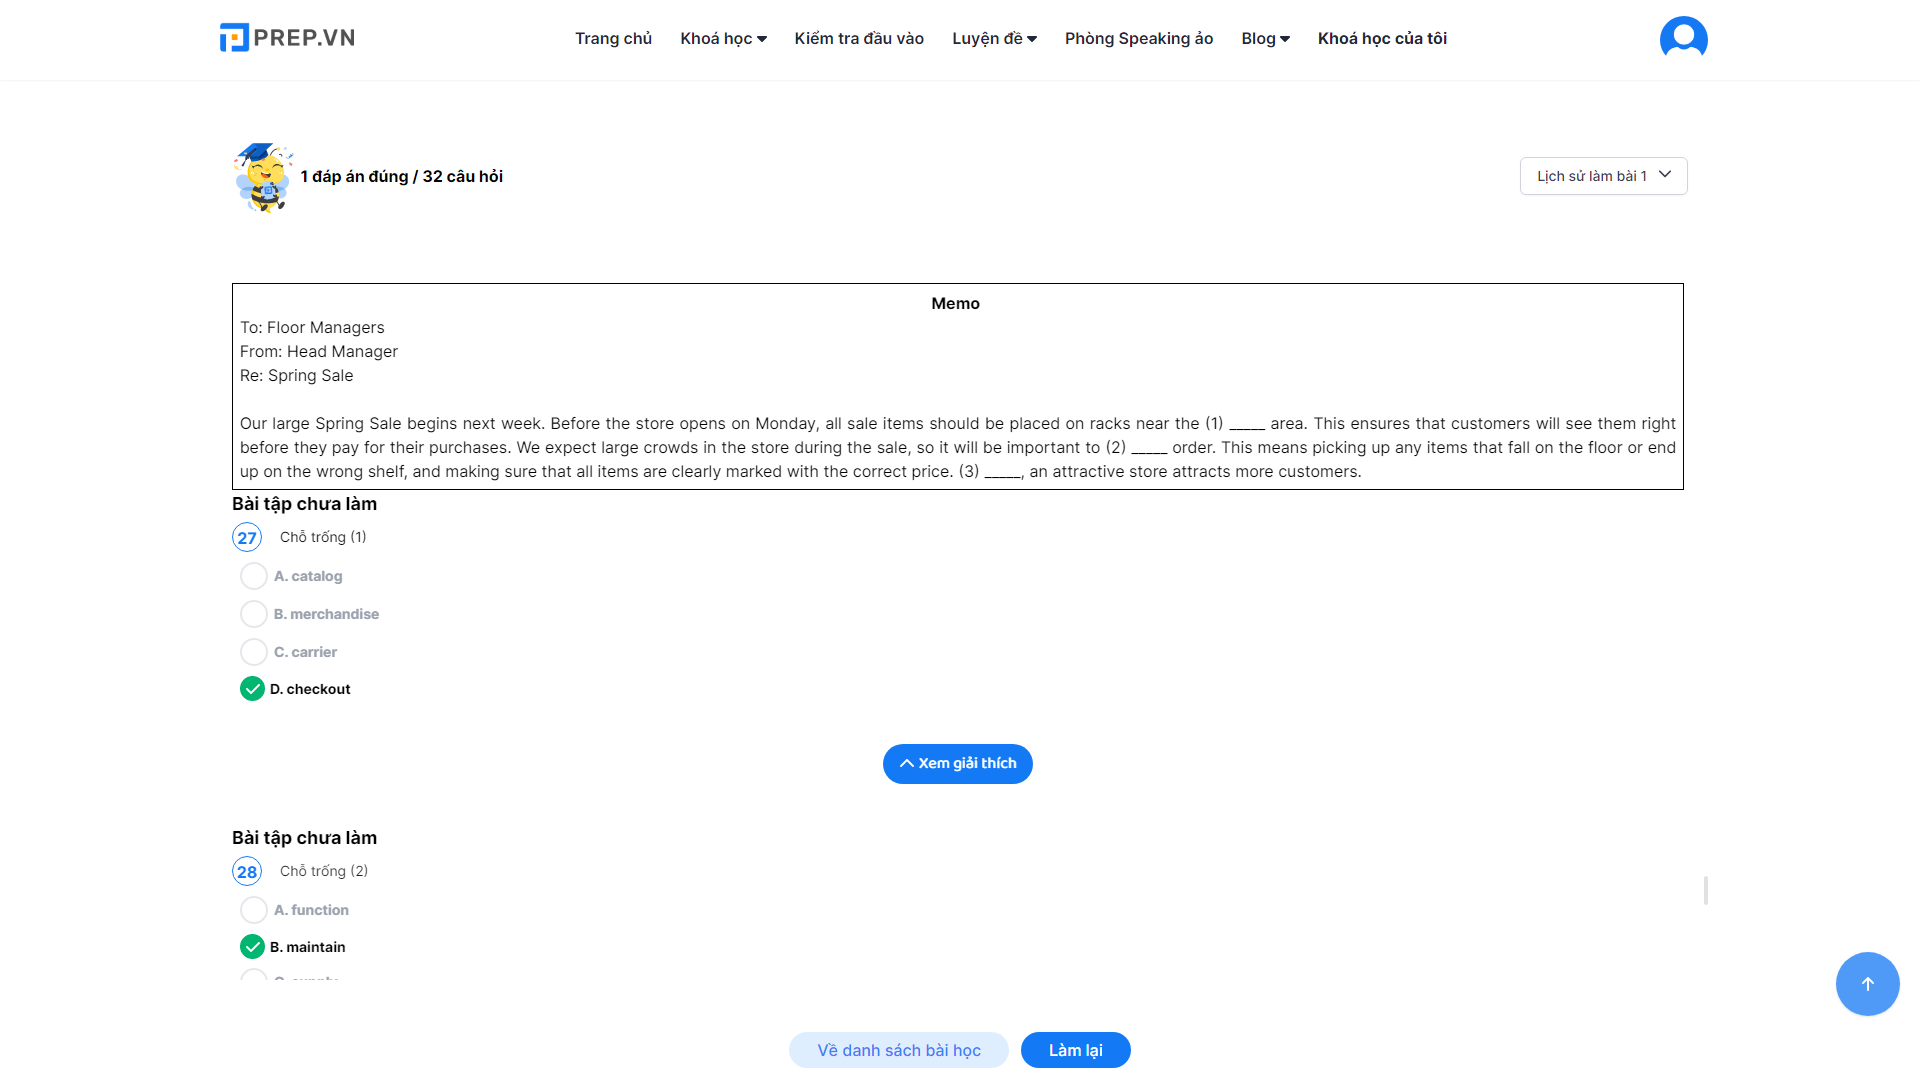 PREP.VN
Trang chủ
Khoá học
Kiểm tra đầu vào
Luyện đề
Phòng Speaking ảo
Blog
Khoá học của tôi
1 đáp án đúng / 32 câu hỏi
Lịch sử làm bài 1
Memo
To: Floor Managers
From: Head Manager
Re: Spring Sale
Our large Spring Sale begins next week. Before the store opens on Monday, all sale items should be placed on racks near the (1) _____ area. This ensures that customers will see them right
before they pay for their purchases. We expect large crowds in the store during the sale, so it will be important to (2) _____ order. This means picking up any items that fall on the floor or end
up on the wrong shelf, and making sure that all items are clearly marked with the correct price. (3) _____, an attractive store attracts more customers.
Bài tập chưa làm
27 Chỗ trống (1)
A. catalog
B. merchandise
C. carrier
D. checkout
Xem giải thích
Bài tập chưa làm
28 Chỗ trống (2)
A. function
B. maintain
Về danh sách bài học
Làm lại